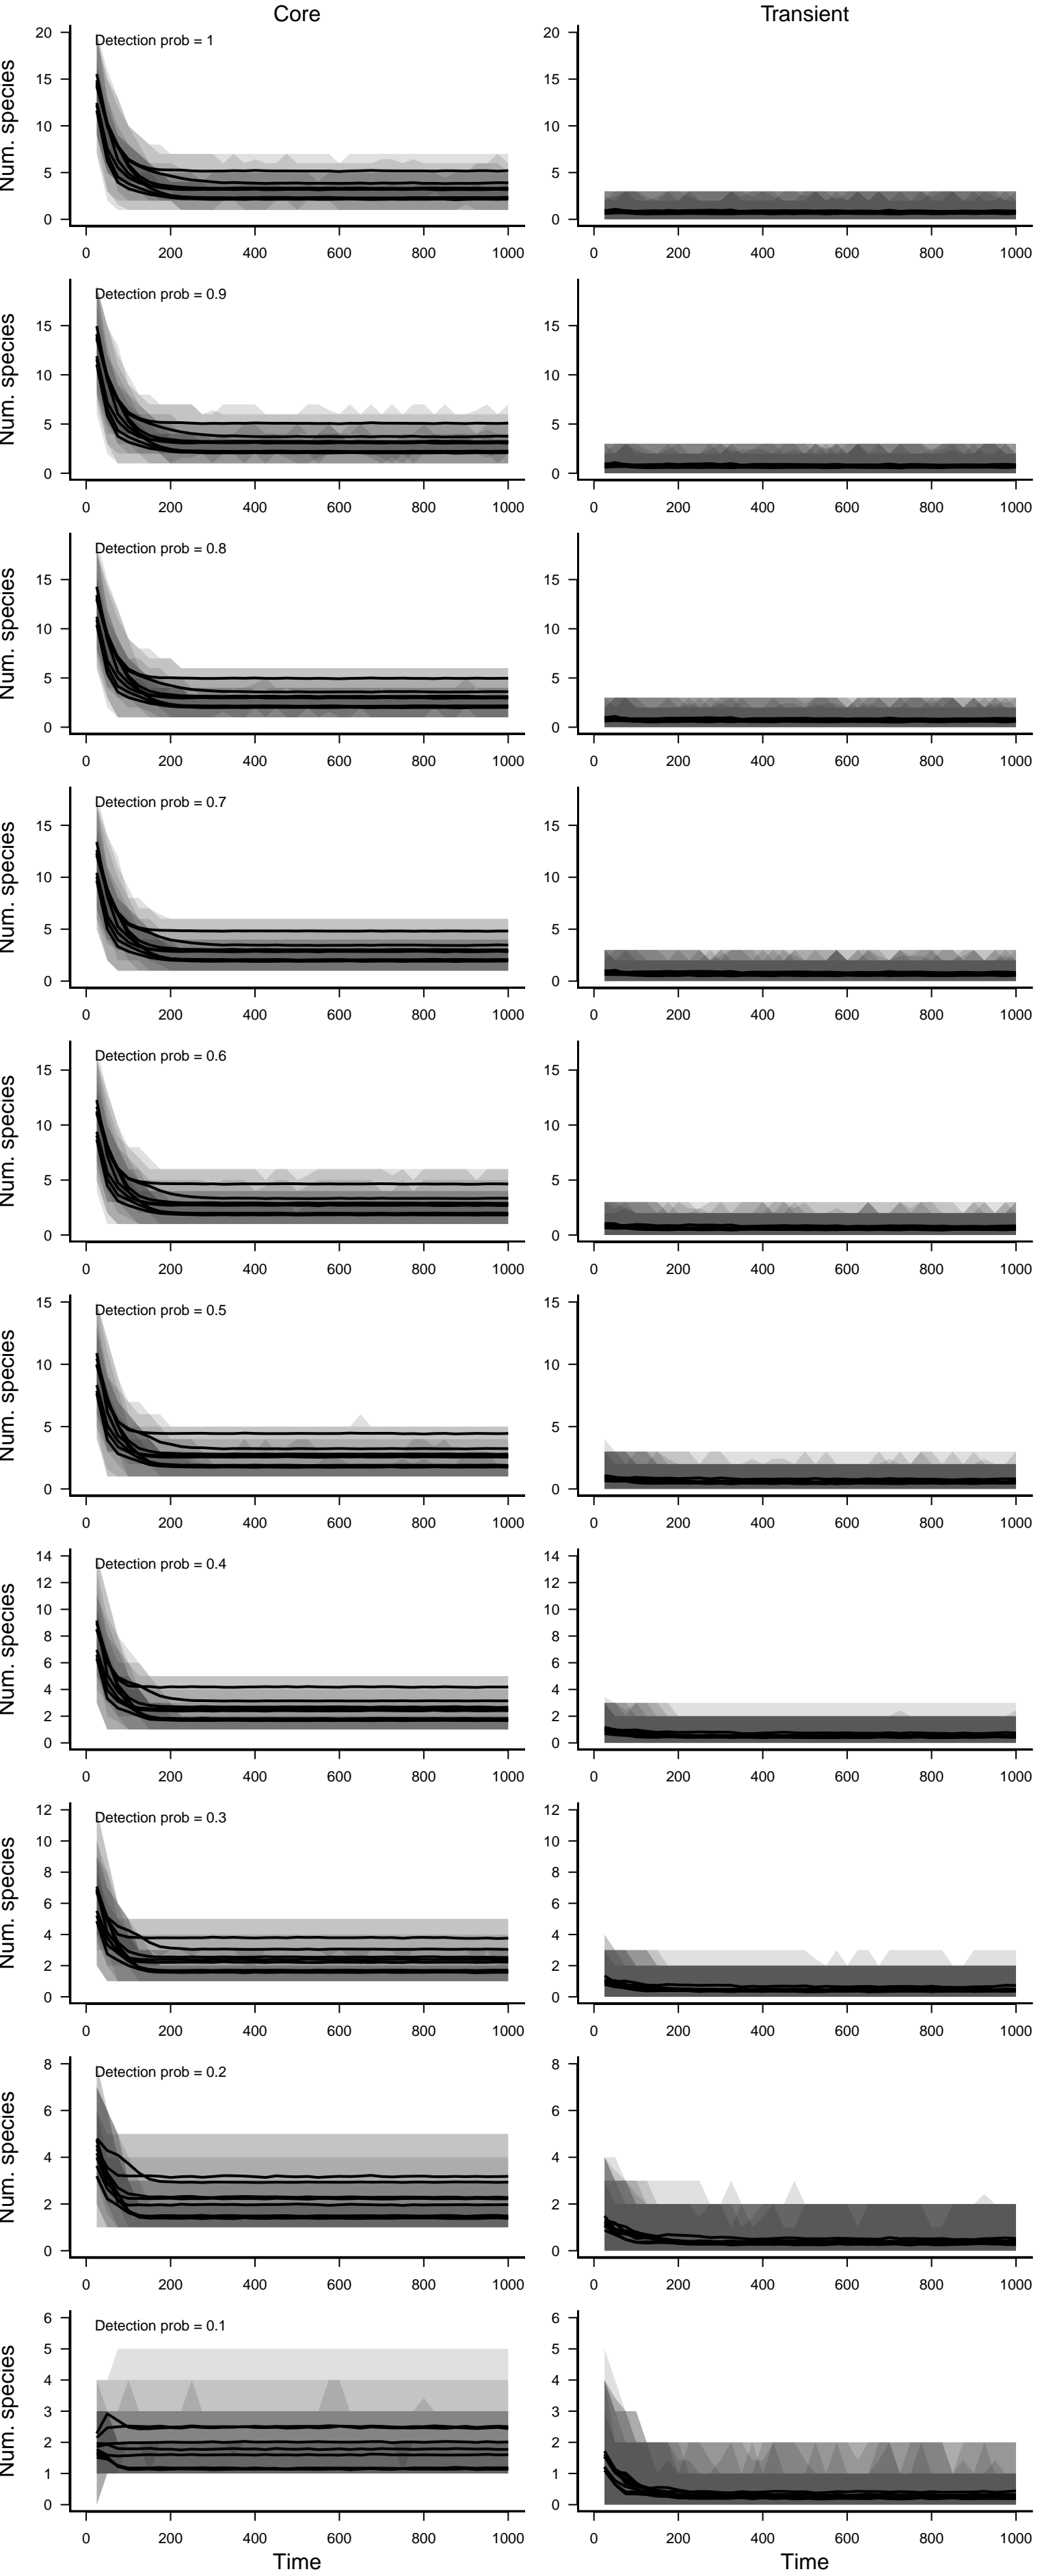 Core Transient
Detection prob = 1
Num. species
20 15 10 5 0
20 15 10 5 0
0 200 400 600 800 1000
0 200 400 600 800 1000
Detection prob = 0.9
Num. species
15 10 5 0
15 10 5 0
0 200 400 600 800 1000
0 200 400 600 800 1000
Detection prob = 0.8
Num. species
15 10 5 0
15 10 5 0
0 200 400 600 800 1000
0 200 400 600 800 1000
Detection prob = 0.7
Num. species
15 10 5 0
15 10 5 0
0 200 400 600 800 1000
0 200 400 600 800 1000
Detection prob = 0.6
Num. species
15 10 5 0
15 10 5 0
0 200 400 600 800 1000
0 200 400 600 800 1000
Detection prob = 0.5
Num. species
15 10 5 0
15 10 5 0
0 200 400 600 800 1000
0 200 400 600 800 1000
Detection prob = 0.4
Num. species
14 12 10 8 6 4 2 0
14 12 10 8 6 4 2 0
0 200 400 600 800 1000
0 200 400 600 800 1000
Detection prob = 0.3
Num. species
12 10 8 6 4 2 0
12 10 8 6 4 2 0
0 200 400 600 800 1000
0 200 400 600 800 1000
Detection prob = 0.2
Num. species
8 6 4 2 0
8 6 4 2 0
0 200 400 600 800 1000
0 200 400 600 800 1000
Detection prob = 0.1
Num. species
6 5 4 3 2 1 0
6 5 4 3 2 1 0
0 200 400 600 800 1000
0 200 400 600 800 1000
Time Time